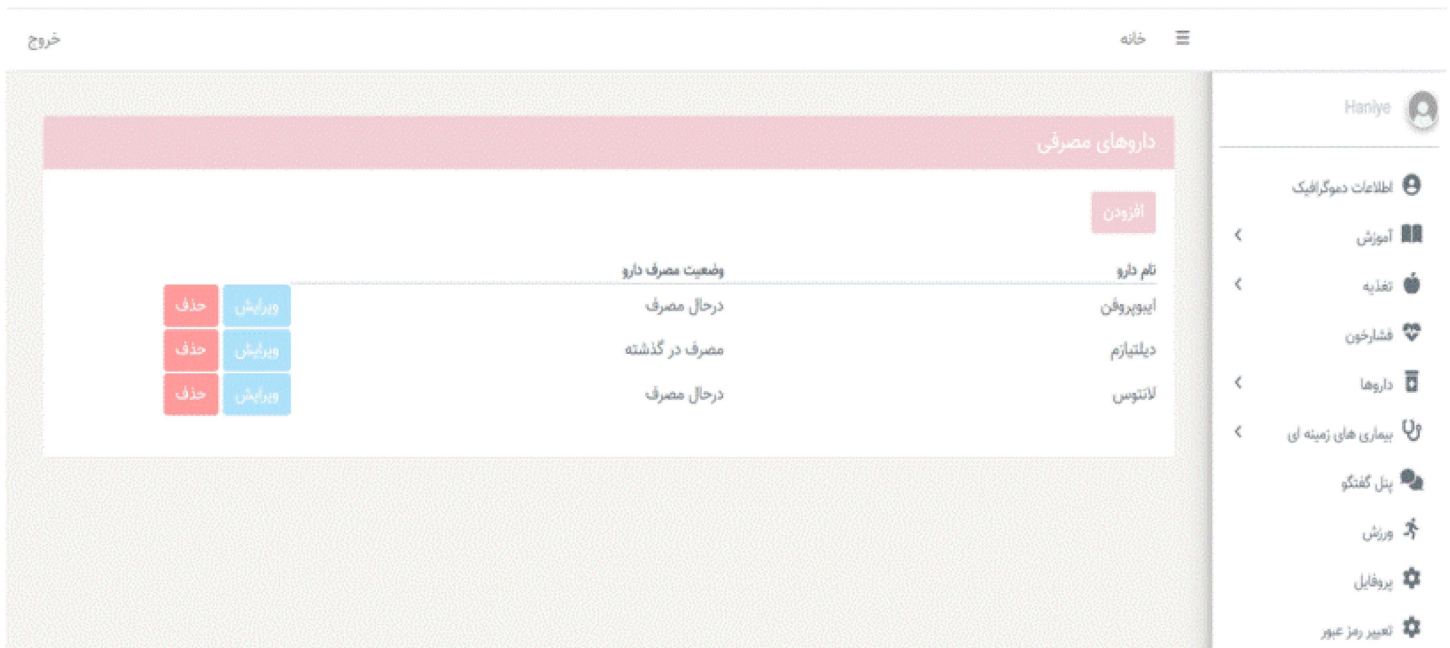 خانه
خروج
Haniye
اطلاعات دموگرافیک
آموزش
تغذیه
فشارخون
داروها
بیماری های زمینه ای
پنل گفتگو
ورزش
پروفایل
تغییر رمز عبور
داروهای مصرفی
افزودن
نام دارو وضعیت مصرف دارو
ایبوپروفن درحال مصرف ویرایش حذف
دیلتیازم مصرف در گذشته ویرایش حذف
لانتوس درحال مصرف ویرایش حذف